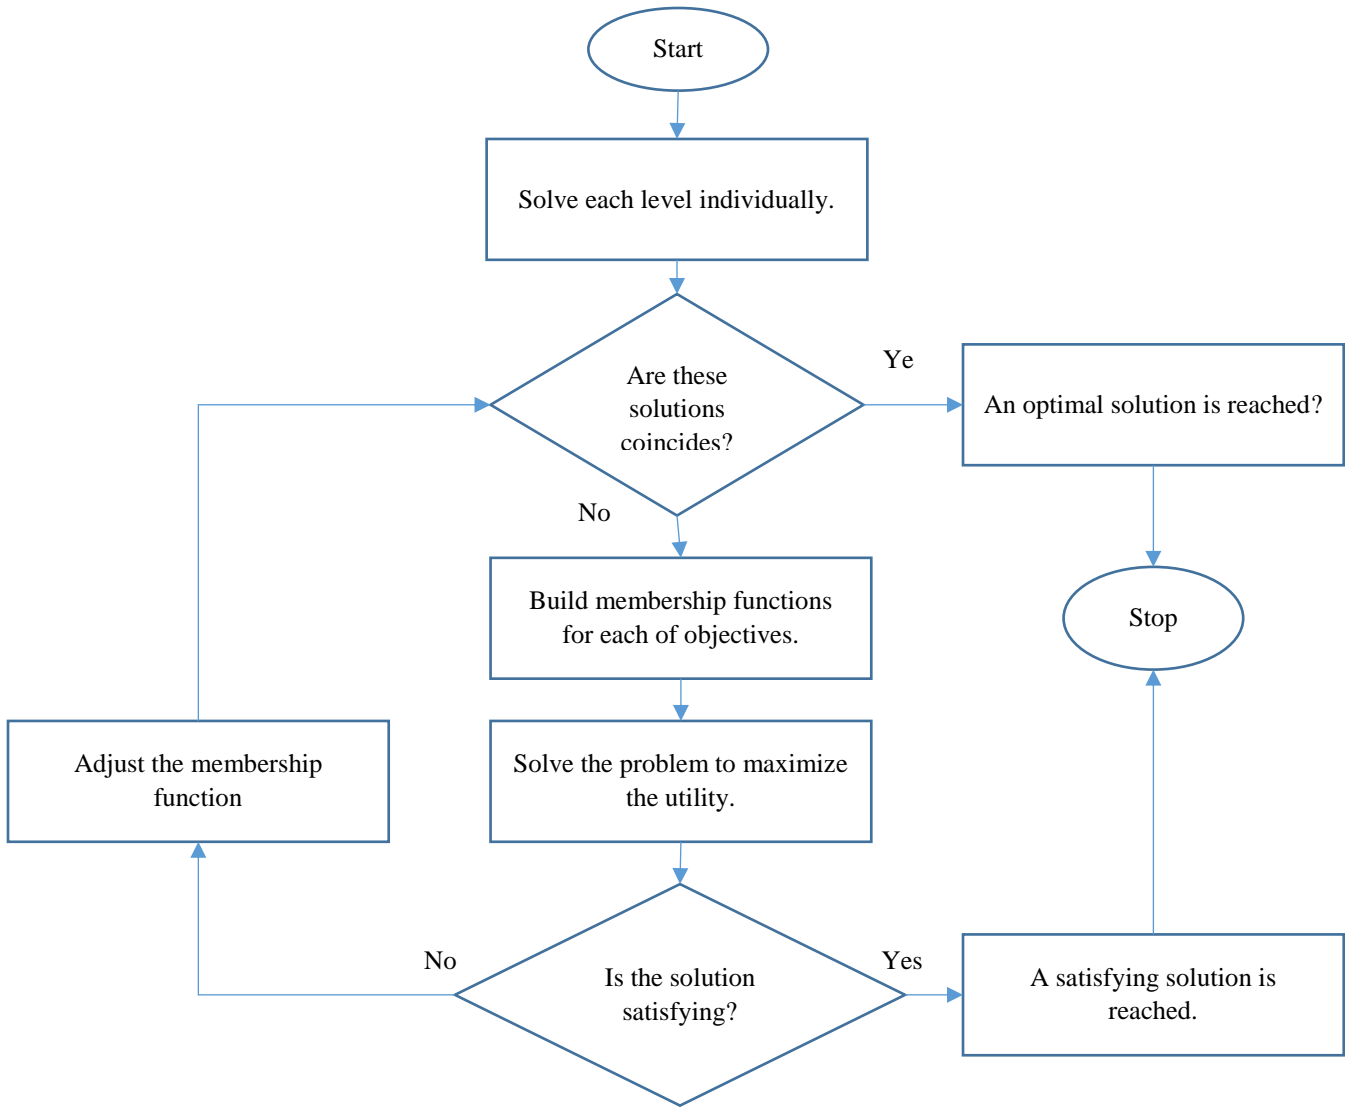 Start
Solve each level individually.
Are these
solutions
coincides?
Ye
An optimal solution is reached?
No
Build membership functions
for each of objectives.
Stop
Adjust the membership
function
Solve the problem to maximize
the utility.
No
Is the solution
satisfying?
Yes
A satisfying solution is
reached.